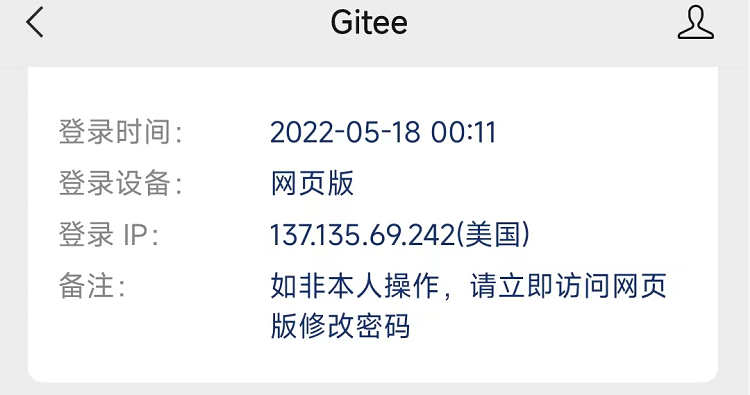 Gitee
登录时间： 2022-05-18 00:11
登录设备： 网页版
登录 IP： 137.135.69.242(美国)
备注： 如非本人操作，请立即访问网页
版修改密码